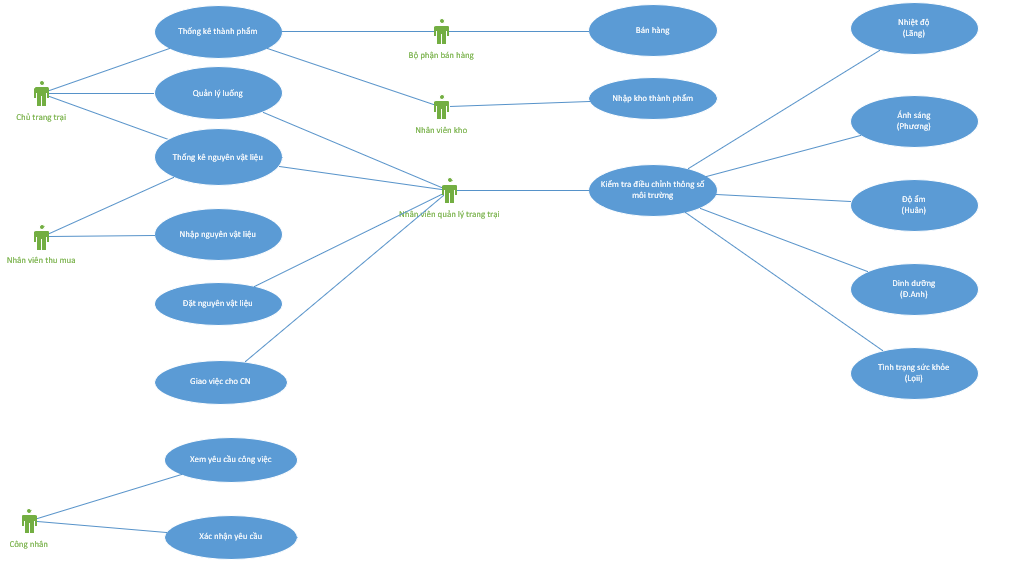 Thống kê thành phẩm
Bộ phận bán hàng
Bán hàng
Nhiệt độ
(Lăng)
Chủ trang trại
Quản lý luống
Nhân viên kho
Nhập kho thành phẩm
Ánh sáng
(Phương)
Thống kê nguyên vật liệu
Nhân viên quản lý trang trại
Kiểm tra điều chỉnh thông số
môi trường
Độ ẩm
(Huân)
Nhân viên thu mua
Nhập nguyên vật liệu
Đặt nguyên vật liệu
Dinh dưỡng
(Đ.Anh)
Giao việc cho CN
Tình trạng sức khỏe
(Lọii)
Xem yêu cầu công việc
Công nhân
Xác nhận yêu cầu